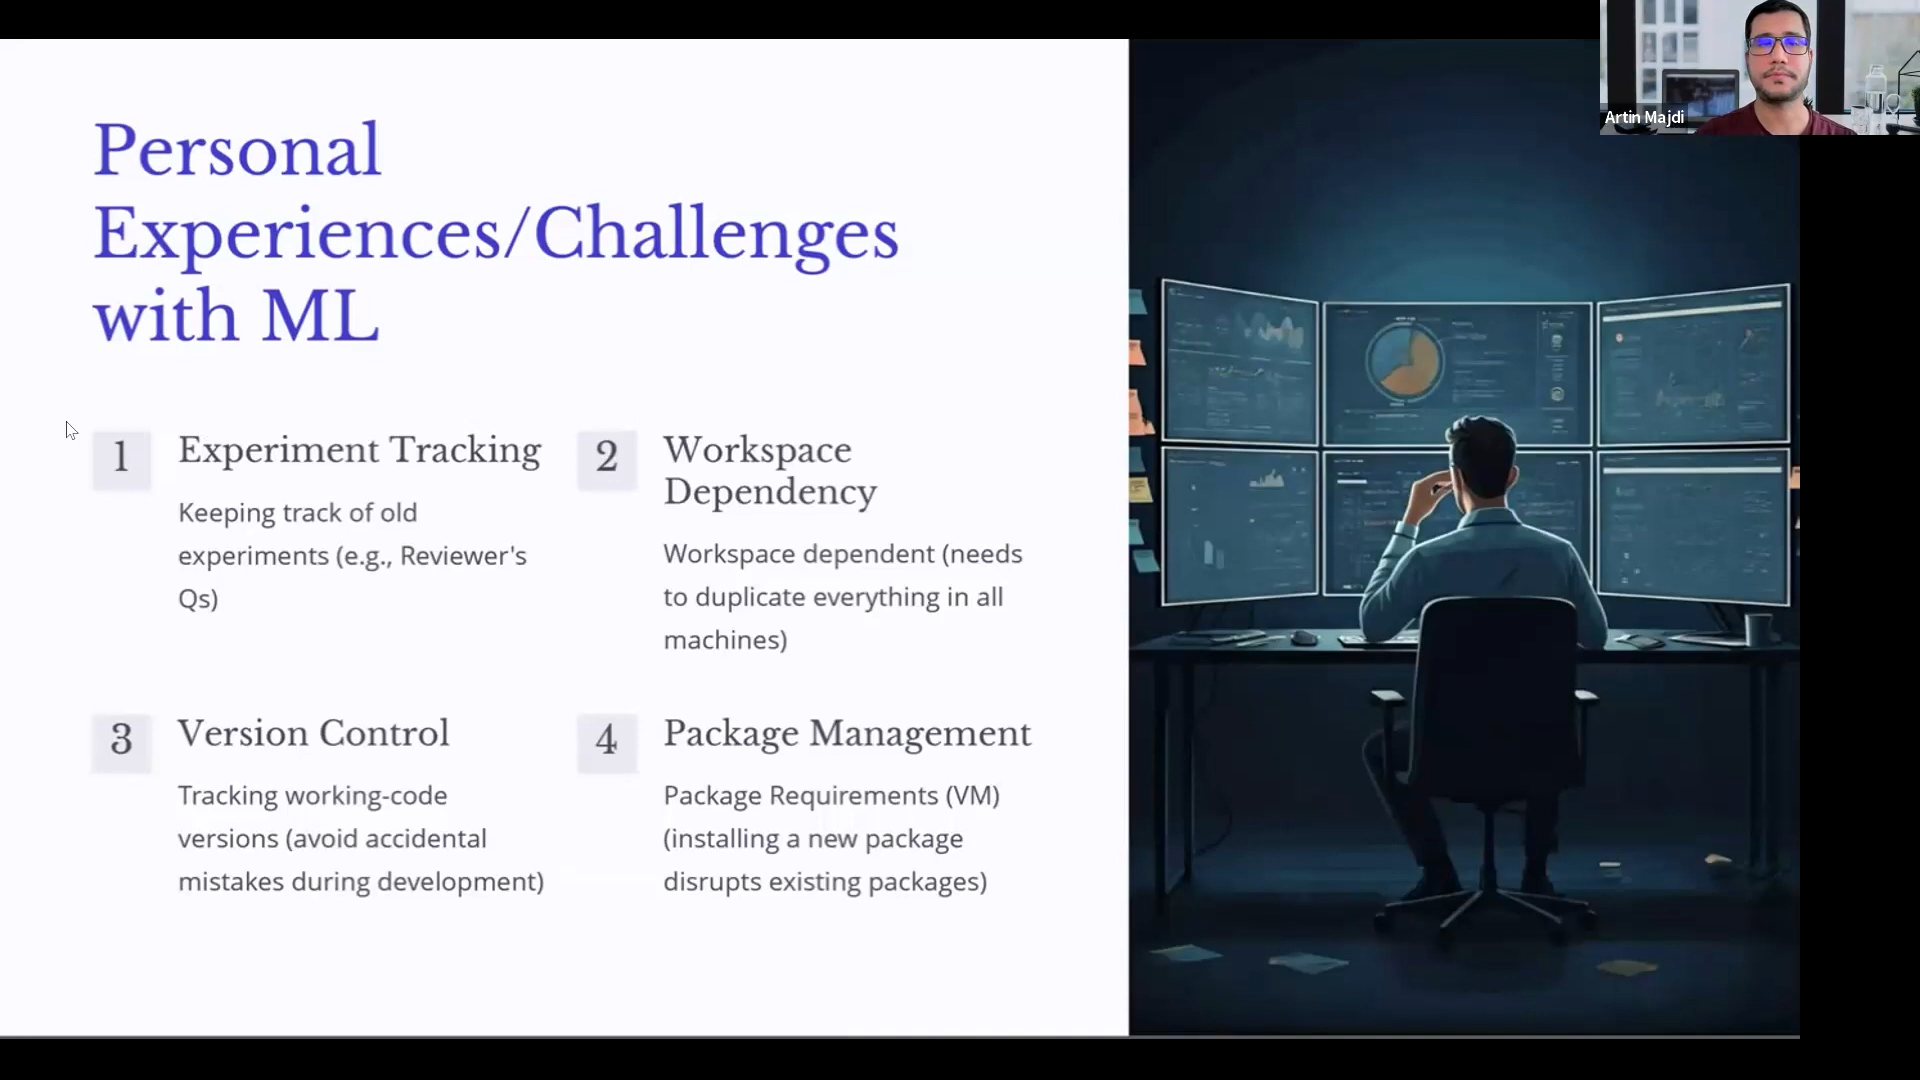 Artin Majdi
Personal
Experiences/Challenges
with ML
1
Experiment Tracking
Keeping track of old
experiments (e.g., Reviewer's
Qs)
2
Workspace
Dependency
Workspace dependent (needs
to duplicate everything in all
machines)
3
Version Control
Tracking working-code
versions (avoid accidental
mistakes during development)
4
Package Management
Package Requirements (VM)
(installing a new package
disrupts existing packages)